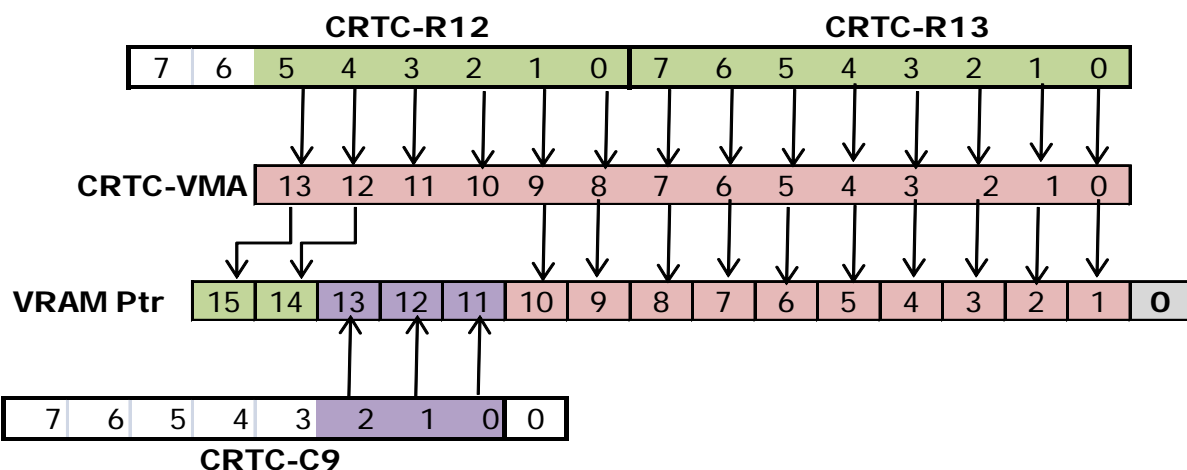 CRTC-R12 CRTC-R13
7 6 5 4 3 2 1 0 7 6 5 4 3 2 1 0
CRTC-VMA 13 12 11 10 9 8 7 6 5 4 3 2 1 0
VRAM Ptr 15 14 13 12 11 10 9 8 7 6 5 4 3 2 1 0
7 6 5 4 3 2 1 0 0
CRTC-C9